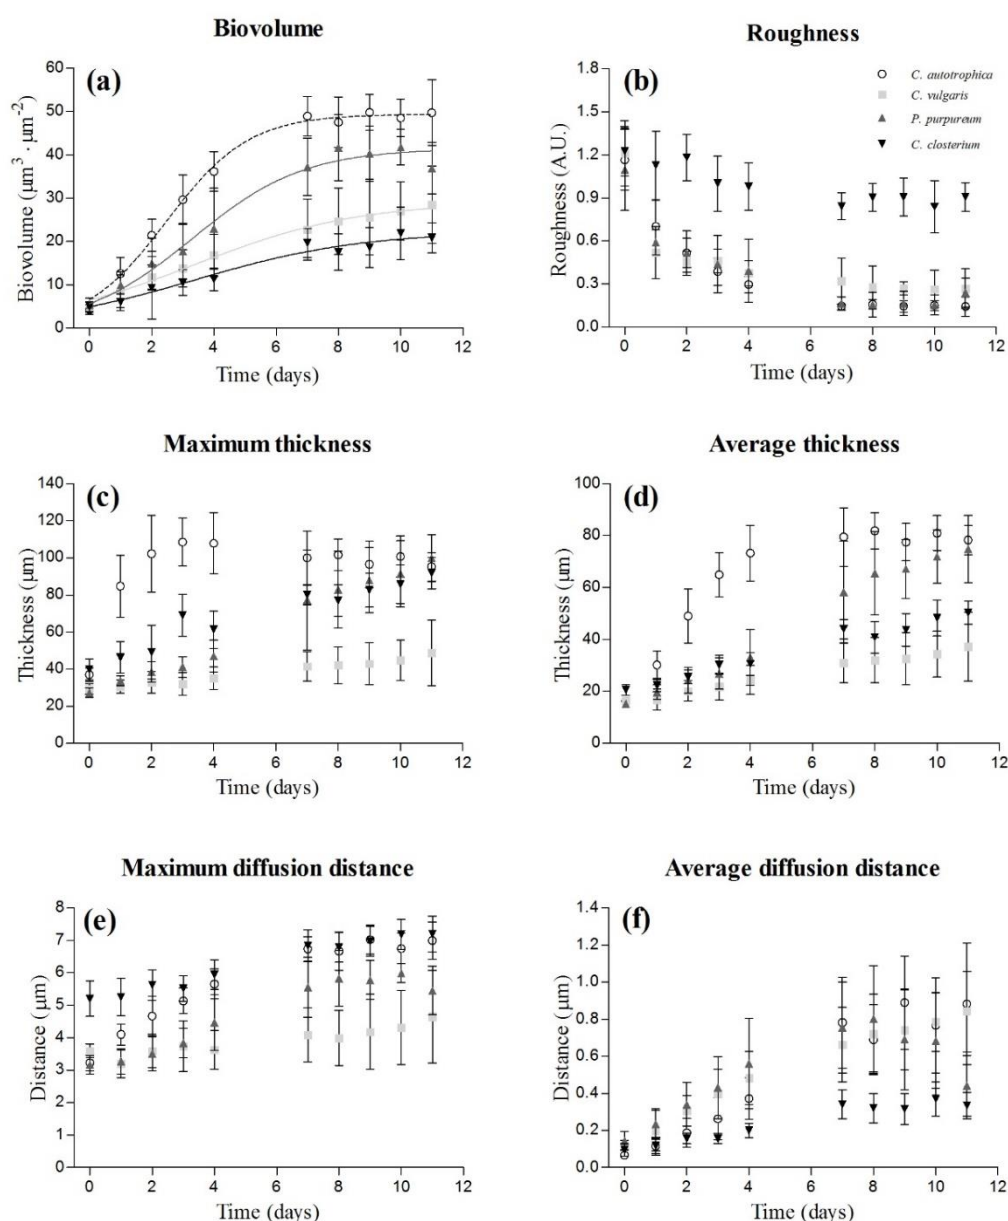 Biovolume
(a)
Biovolume (µm³ · µm⁻²)
60
50
40
30
20
10
0
0 2 4 6 8 10 12
Time (days)
Roughness
(b)
C. autotrophica
C. vulgaris
P. purpureum
C. closterium
Roughness (A.U.)
1.8
1.5
1.2
0.9
0.6
0.3
0.0
0 2 4 6 8 10 12
Time (days)
Maximum thickness
(c)
Thickness (µm)
140
120
100
80
60
40
20
0
0 2 4 6 8 10 12
Time (days)
Average thickness
(d)
Thickness (µm)
100
80
60
40
20
0
0 2 4 6 8 10 12
Time (days)
Maximum diffusion distance
(e)
Distance (µm)
8
7
6
5
4
3
2
1
0
0 2 4 6 8 10 12
Time (days)
Average diffusion distance
(f)
Distance (µm)
1.4
1.2
1.0
0.8
0.6
0.4
0.2
0.0
0 2 4 6 8 10 12
Time (days)